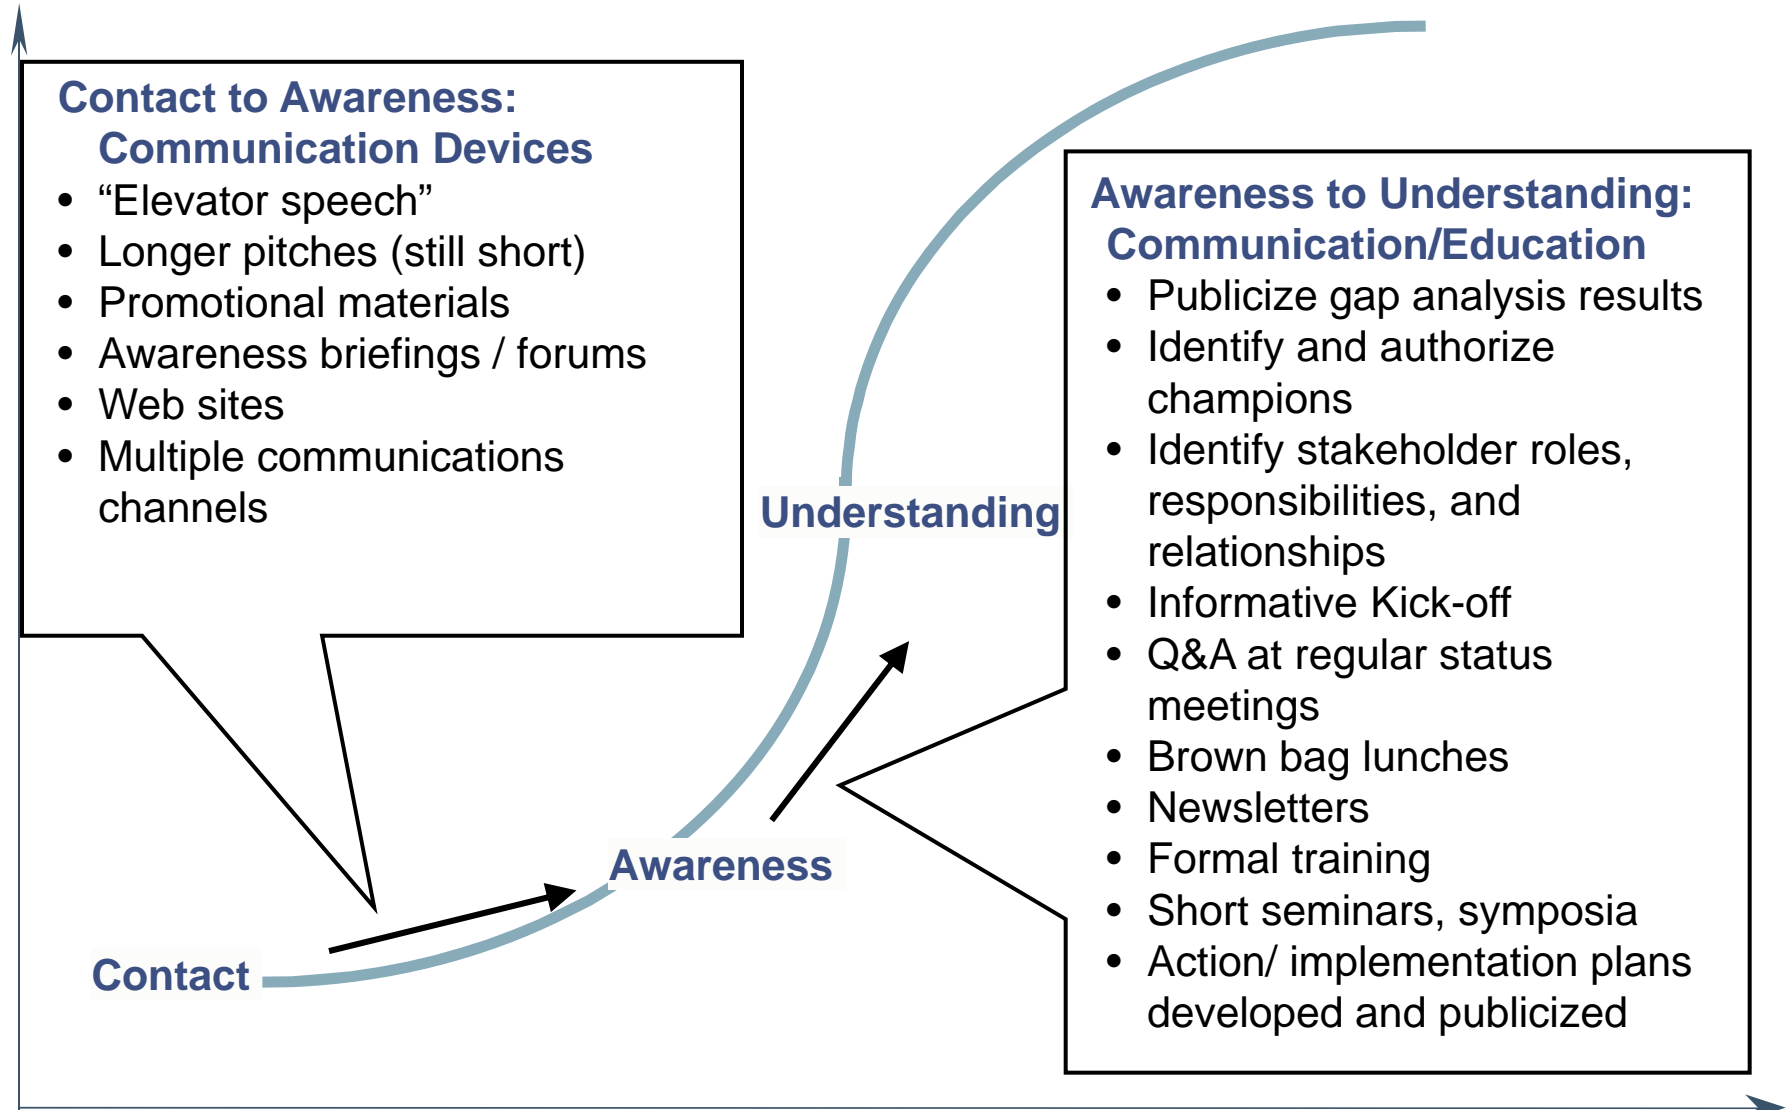 Contact to Awareness:
Communication Devices
• “Elevator speech”
• Longer pitches (still short)
• Promotional materials
• Awareness briefings / forums
• Web sites
• Multiple communications
channels
Awareness to Understanding:
Communication/Education
• Publicize gap analysis results
• Identify and authorize
champions
• Identify stakeholder roles,
responsibilities, and
relationships
• Informative Kick-off
• Q&A at regular status
meetings
• Brown bag lunches
• Newsletters
• Formal training
• Short seminars, symposia
• Action/ implementation plans
developed and publicized
Understanding
Awareness
Contact